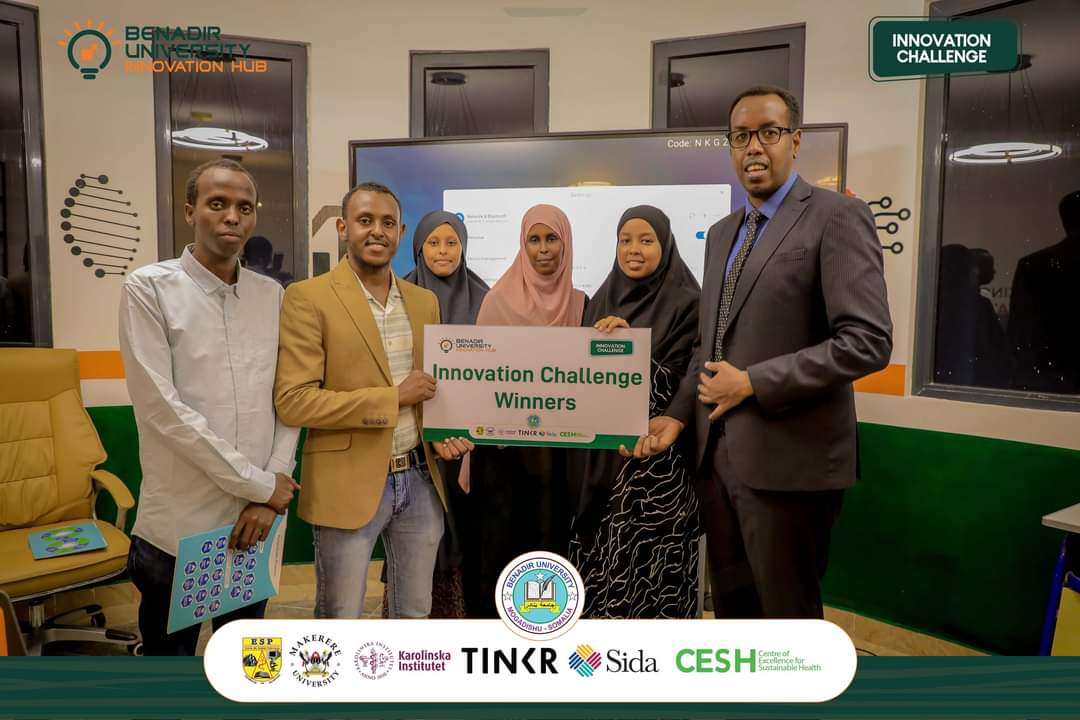 BENADIR
UNIVERSITY
INNOVATION HUB
INNOVATION
CHALLENGE
Code: N K G Z
BENADIR
UNIVERSITY
INNOVATION HUB
INNOVATION
CHALLENGE
Innovation Challenge
Winners
TINKR Sida CESH
BENADIR UNIVERSITY
MOGADISHU - SOMALIA
ESP
MAKERERE
UNIVERSITY
Karolinska
Institutet
TINKR
Sida
CESH
Centre of
Excellence for
Sustainable Health